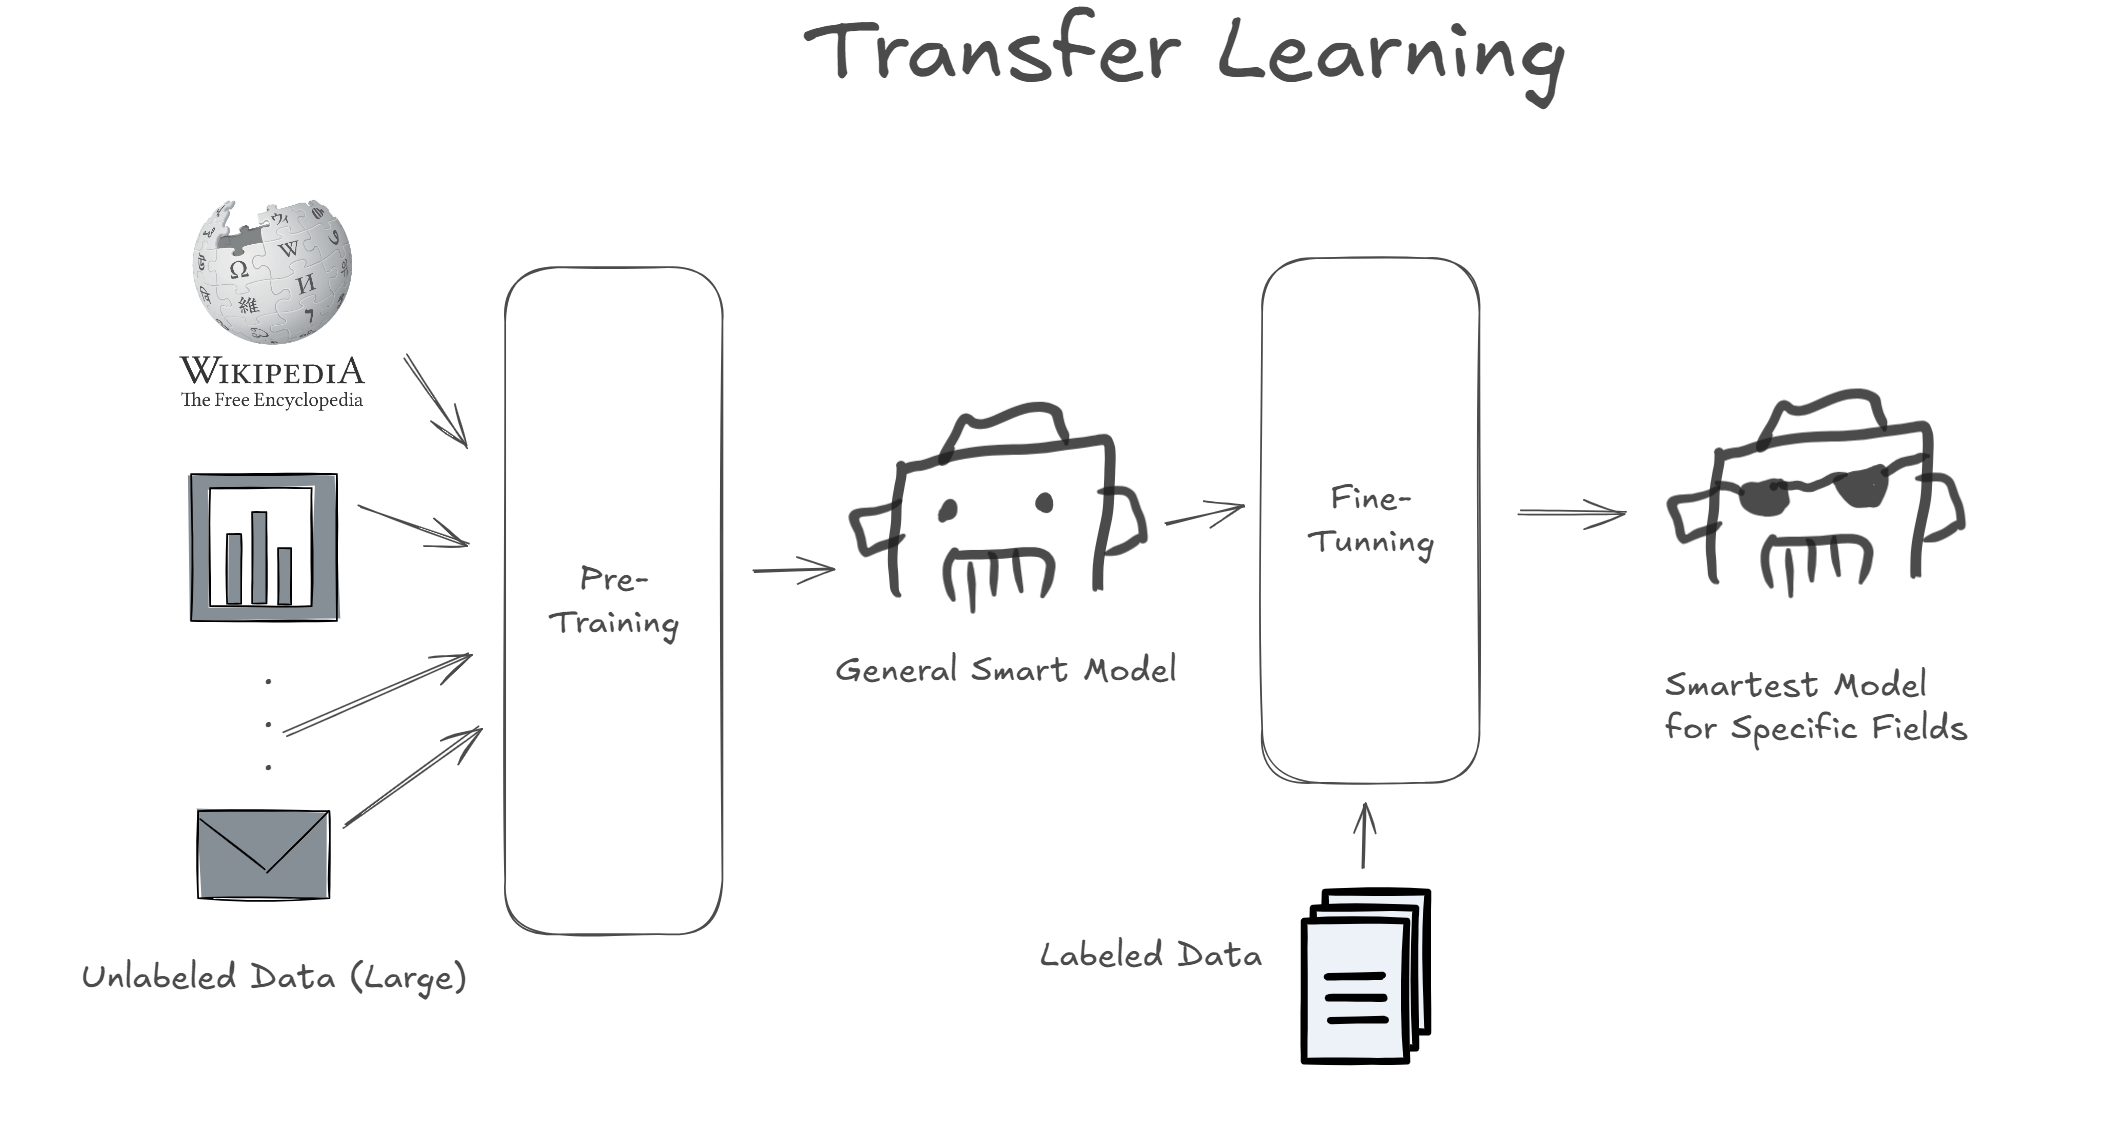 Transfer Learning
Ω
W
И
維
WIKIPEDIA
The Free Encyclopedia
Pre-
Training
General Smart Model
Fine-
Tunning
Smartest Model
for Specific Fields
Unlabeled Data (Large)
Labeled Data